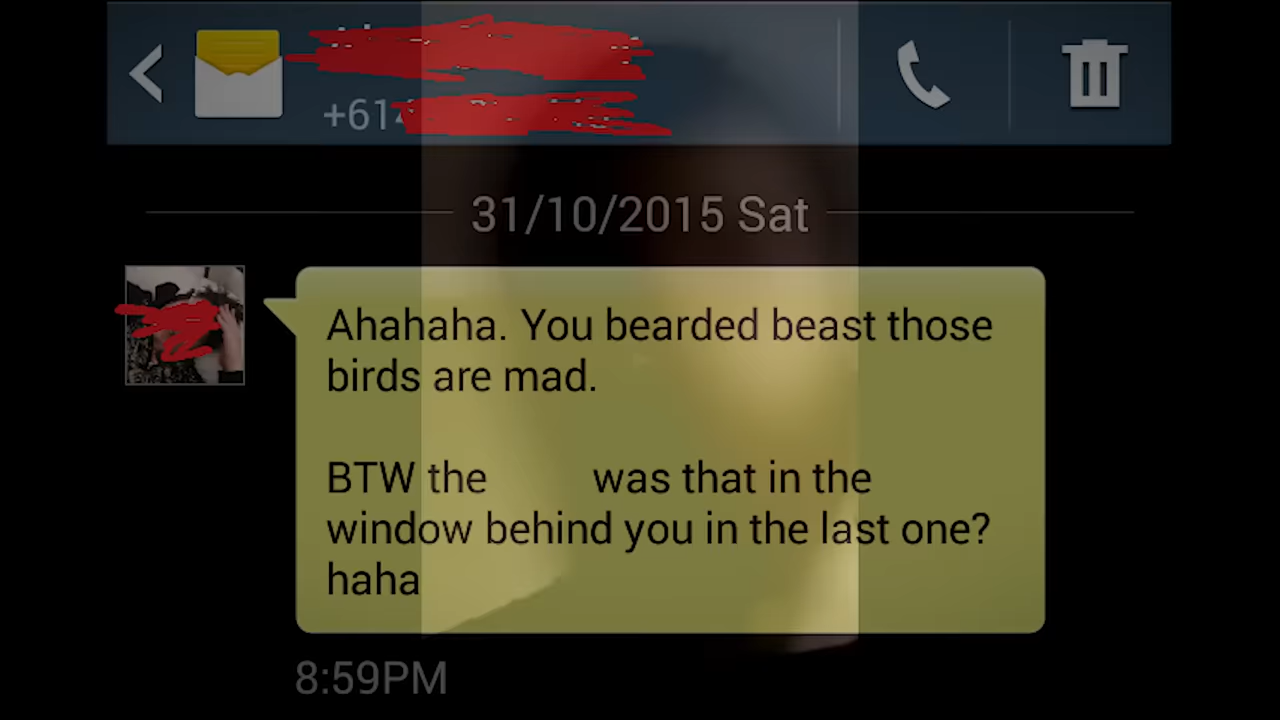 +614
31/10/2015 Sat
Ahahaha. You bearded beast those
birds are mad.
BTW the was that in the
window behind you in the last one?
haha
8:59PM